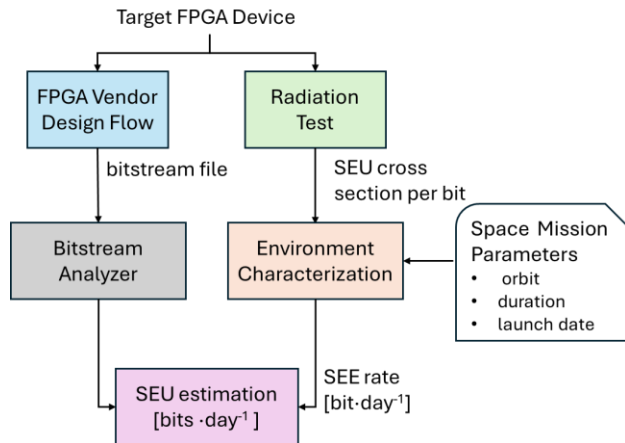 Target FPGA Device
FPGA Vendor
Design Flow
Radiation
Test
bitstream file
SEU cross
section per bit
Bitstream
Analyzer
Environment
Characterization
Space Mission
Parameters
• orbit
• duration
• launch date
SEU estimation
[bits ·day⁻¹ ]
SEE rate
[bit·day⁻¹]